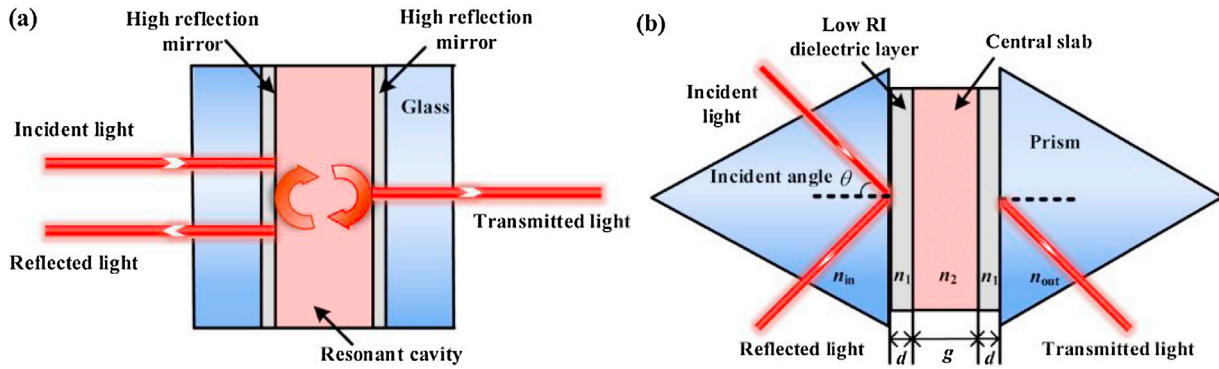 (a)
High reflection
mirror
High reflection
mirror
Glass
Incident light
Transmitted light
Reflected light
Resonant cavity
(b)
Low RI
dielectric layer
Central slab
Incident
light
Prism
Incident angle θ
n_in n_1 n_2 n_1 n_out
Reflected light
d g d
Transmitted light